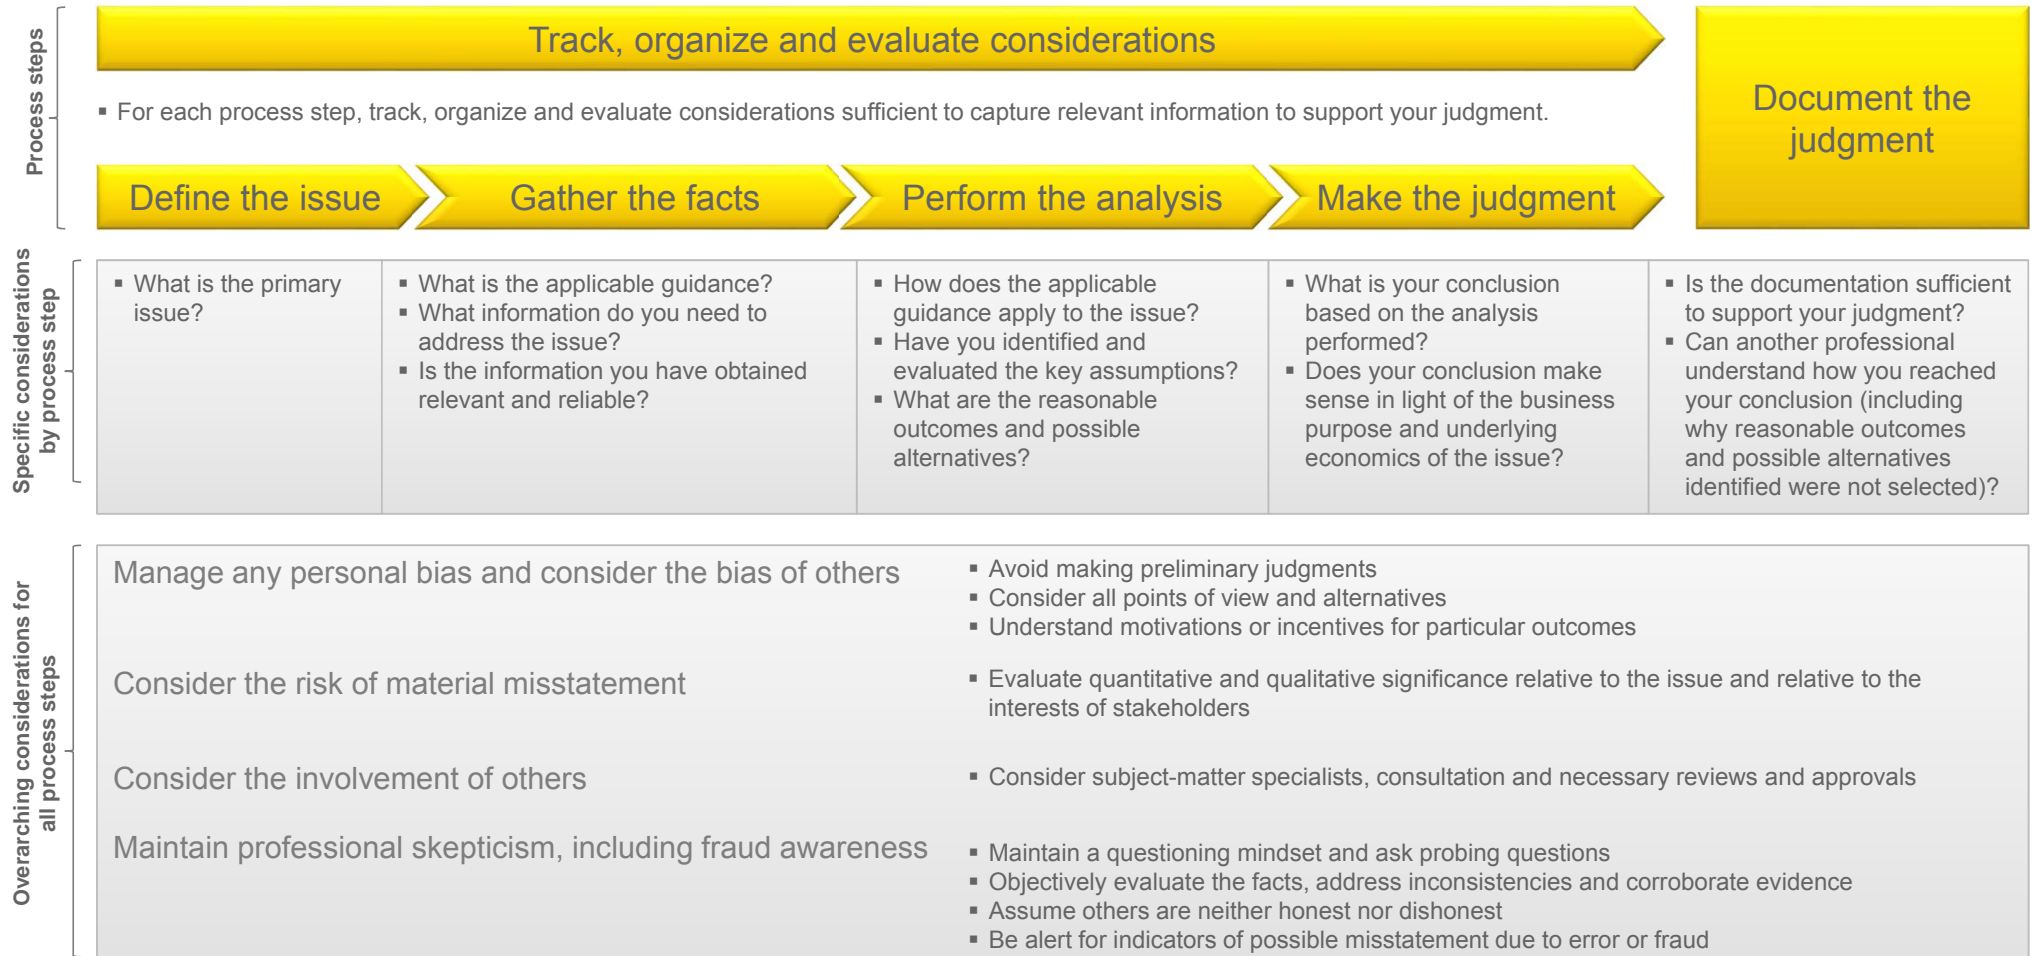 Process steps
Track, organize and evaluate considerations
▪ For each process step, track, organize and evaluate considerations sufficient to capture relevant information to support your judgment.
Define the issue
Gather the facts
Perform the analysis
Make the judgment
Document the
judgment
Specific considerations
by process step
▪ What is the primary
issue?
▪ What is the applicable guidance?
▪ What information do you need to
address the issue?
▪ Is the information you have obtained
relevant and reliable?
▪ How does the applicable
guidance apply to the issue?
▪ Have you identified and
evaluated the key assumptions?
▪ What are the reasonable
outcomes and possible
alternatives?
▪ What is your conclusion
based on the analysis
performed?
▪ Does your conclusion make
sense in light of the business
purpose and underlying
economics of the issue?
▪ Is the documentation sufficient
to support your judgment?
▪ Can another professional
understand how you reached
your conclusion (including
why reasonable outcomes
and possible alternatives
identified were not selected)?
Overarching considerations for
all process steps
Manage any personal bias and consider the bias of others
▪ Avoid making preliminary judgments
▪ Consider all points of view and alternatives
▪ Understand motivations or incentives for particular outcomes
Consider the risk of material misstatement
▪ Evaluate quantitative and qualitative significance relative to the issue and relative to the
interests of stakeholders
Consider the involvement of others
▪ Consider subject-matter specialists, consultation and necessary reviews and approvals
Maintain professional skepticism, including fraud awareness
▪ Maintain a questioning mindset and ask probing questions
▪ Objectively evaluate the facts, address inconsistencies and corroborate evidence
▪ Assume others are neither honest nor dishonest
▪ Be alert for indicators of possible misstatement due to error or fraud